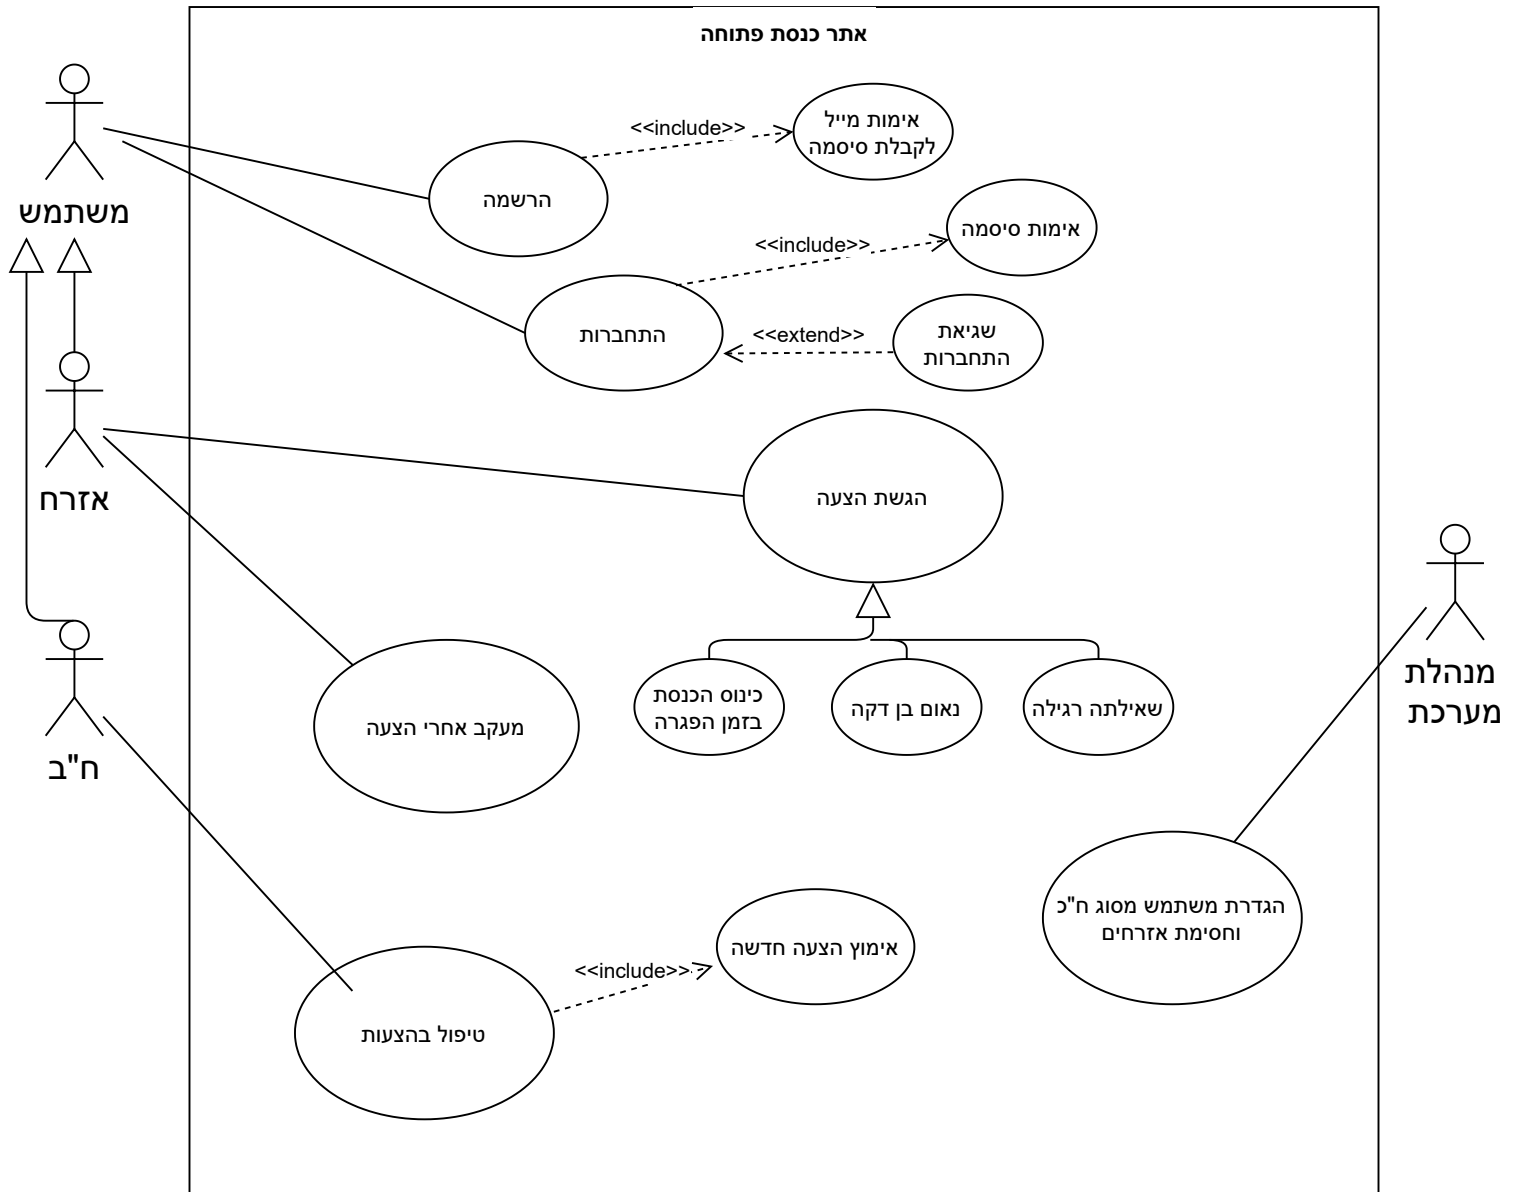 אתר כנסת פתוחה
אימות מייל
לקבלת סיסמה
<<include>>
הרשמה
משתמש
אימות סיסמה
<<include>>
התחברות
<<extend>>
שגיאת
התחברות
אזרח
הגשת הצעה
כינוס הכנסת
בזמן הפגרה
נאום בן דקה
שאילתה רגילה
מעקב אחרי הצעה
מנהלת
מערכת
ח"ב
הגדרת משתמש מסוג ח"כ
וחסימת אזרחים
אימוץ הצעה חדשה
<<include>>
טיפול בהצעות